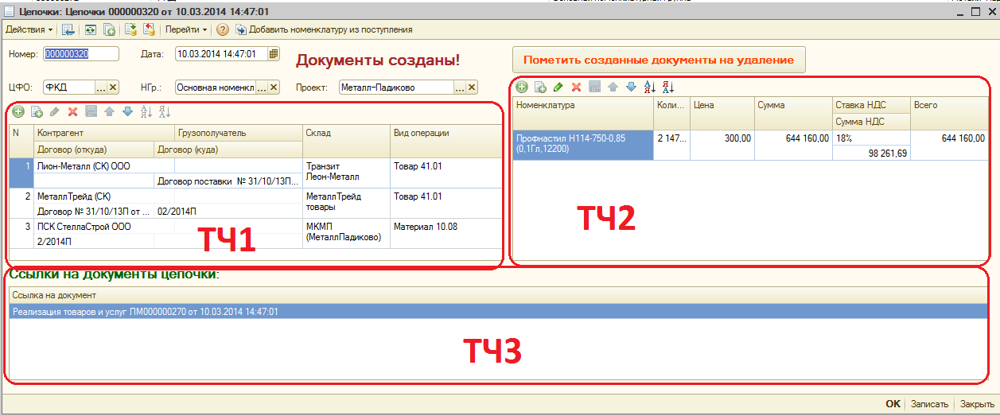 Цепочки: Цепочки 000000320 от 10.03.2014 14:47:01
Действия Перейти Добавить номенклатуру из поступления
Номер: 000000320 Дата: 10.03.2014 14:47:01 Документы созданы! Пометить созданные документы на удаление
ЦФО: ФКД ... НГр.: Основная номенкл ... Проект: Металл-Падиково ...
N Контрагент Грузополучатель Склад Вид операции
Договор (откуда) Договор (куда)
1 Лион-Металл (СК) ООО Транзит Леон-Металл Товар 41.01
Договор поставки № 31/10/13П...
2 МеталлТрейд (СК) МеталлТрейд товары Товар 41.01
Договор № 31/10/13П от ... 02/2014П
3 ПСК СтеллаСтрой ООО МКМП (МеталлПадиково) Материал 10.08
2/2014П
ТЧ1
Номенклатура Коли... Цена Сумма Ставка НДС Всего
Сумма НДС
Профнастил Н114-750-0,85 (0,1Гл,12200) 2 147... 300,00 644 160,00 18% 644 160,00
98 261,69
ТЧ2
Ссылки на документы цепочки:
Ссылка на документ
Реализация товаров и услуг ЛМ000000270 от 10.03.2014 14:47:01
ТЧ3
OK Записать Закрыть